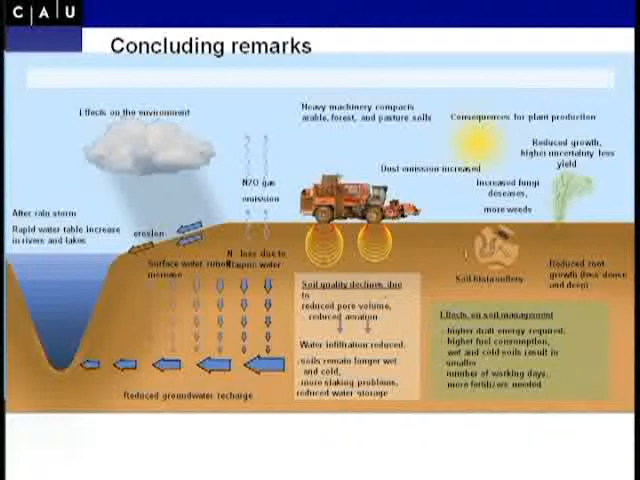 C A U
Concluding remarks
Effects on the environment
Heavy machinery compacts
arable, forest, and pasture soils
Consequences for plant production
Reduced growth,
higher uncertainty less
yield
Dust emission increased
N2O gas
emission
Increased fungi
deseases,
more weeds
After rain storm
Rapid water table increase
in rivers and lakes
erosion
Surface water runoff
increase
N loss due to
water
Soil quality declines due
to
reduced pore volume,
reduced aeration
Water infiltration reduced.
-soils remain longer wet
and cold,
more slaking problems,
reduced water storage
Soil biota suffery
Reduced root
growth (less dense
and deep)
Effects on soil management
- higher draft energy required,
- higher fuel consumption,
wet and cold soils result in
smaller
number of working days,
more fertilizers needed
Reduced groundwater recharge